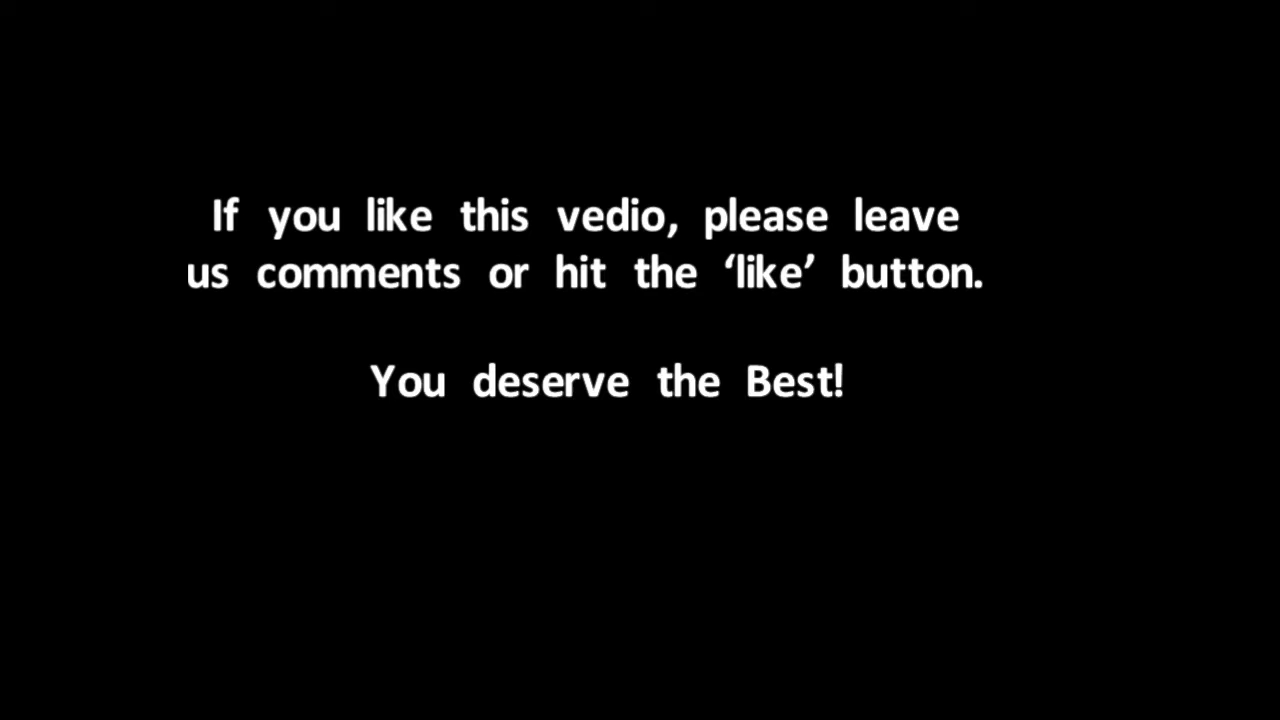 If you like this vedio, please leave
us comments or hit the ‘like’ button.
You deserve the Best!